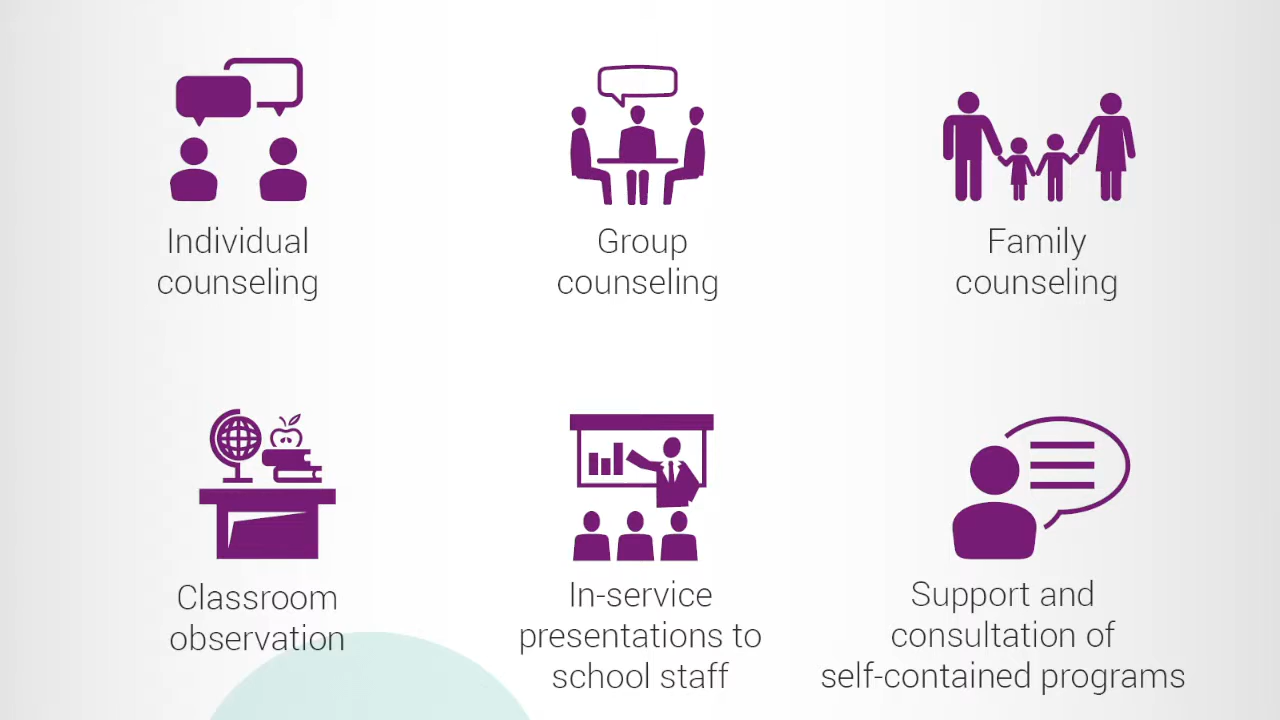 Individual
counseling
Group
counseling
Family
counseling
Classroom
observation
In-service
presentations to
school staff
Support and
consultation of
self-contained programs